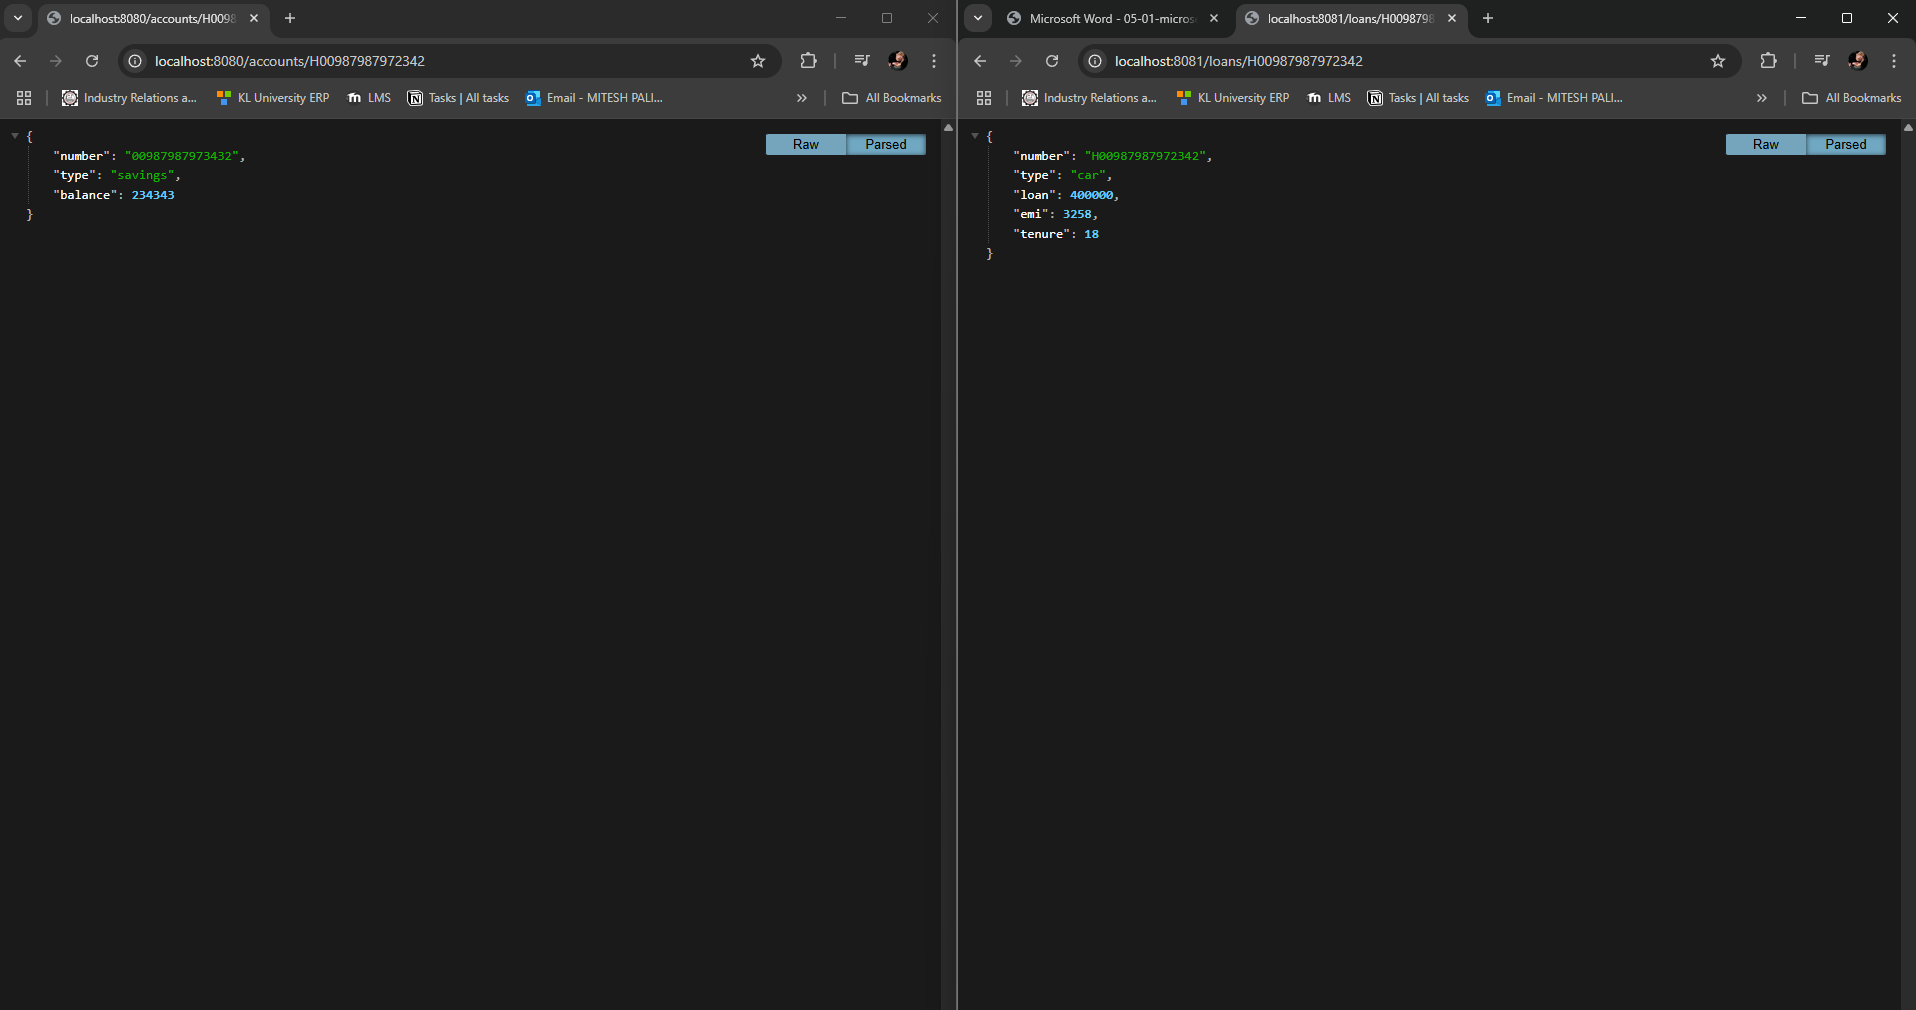 localhost:8080/accounts/H0098
localhost:8080/accounts/H00987987972342
Industry Relations a...
KL University ERP
LMS
Tasks | All tasks
Email - MITESH PALI...
»
All Bookmarks
{
"number": "00987987973432",
"type": "savings",
"balance": 234343
}
Raw
Parsed
Microsoft Word - 05-01-micros
localhost:8081/loans/H0098798
localhost:8081/loans/H00987987972342
Industry Relations a...
KL University ERP
LMS
Tasks | All tasks
Email - MITESH PALI...
»
All Bookmarks
{
"number": "H00987987972342",
"type": "car",
"loan": 400000,
"emi": 3258,
"tenure": 18
}
Raw
Parsed